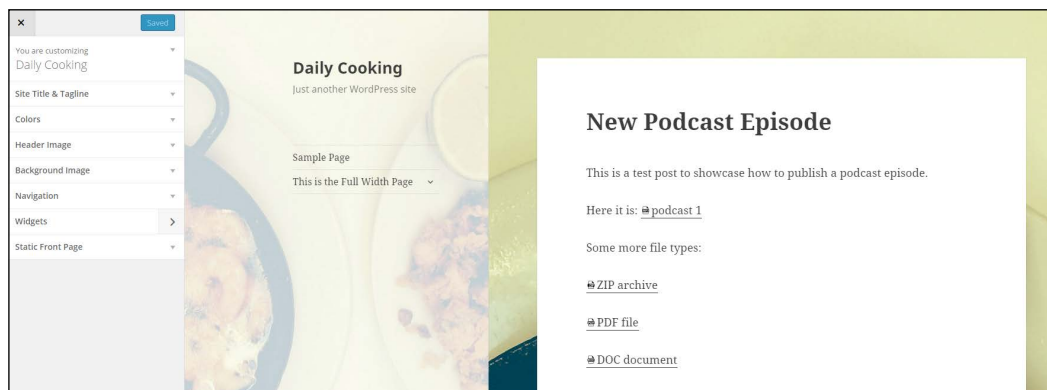 × Saved
You are customizing
Daily Cooking
Site Title & Tagline
Colors
Header Image
Background Image
Navigation
Widgets
Static Front Page
Daily Cooking
Just another WordPress site
Sample Page
This is the Full Width Page
New Podcast Episode
This is a test post to showcase how to publish a podcast episode.
Here it is: podcast 1
Some more file types:
ZIP archive
PDF file
DOC document